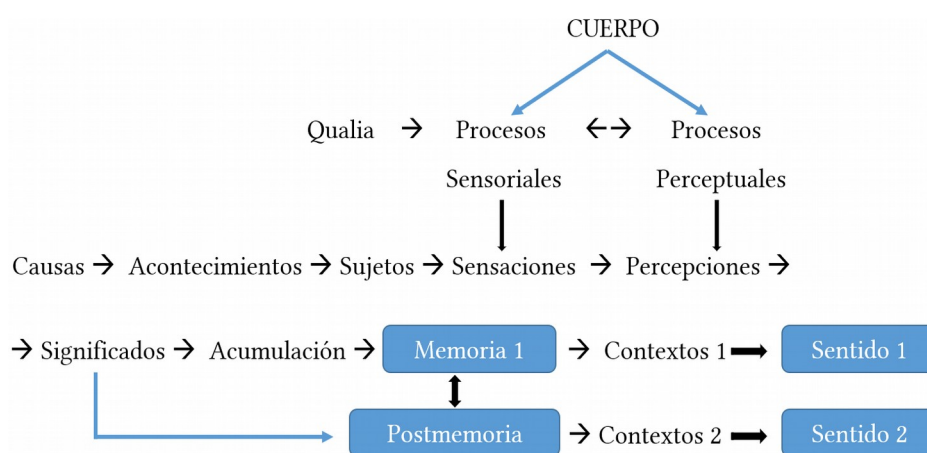 CUERPO
Qualia → Procesos ←→ Procesos
Sensoriales Perceptuales
Causas → Acontecimientos → Sujetos → Sensaciones → Percepciones →
→ Significados → Acumulación → Memoria 1 → Contextos 1 → Sentido 1
Postmemoria → Contextos 2 → Sentido 2